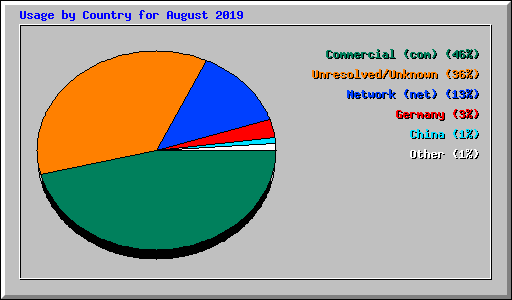 Usage by Country for August 2019
Commercial (com) (46%)
Unresolved/Unknown (36%)
Network (net) (13%)
Germany (3%)
China (1%)
Other (1%)